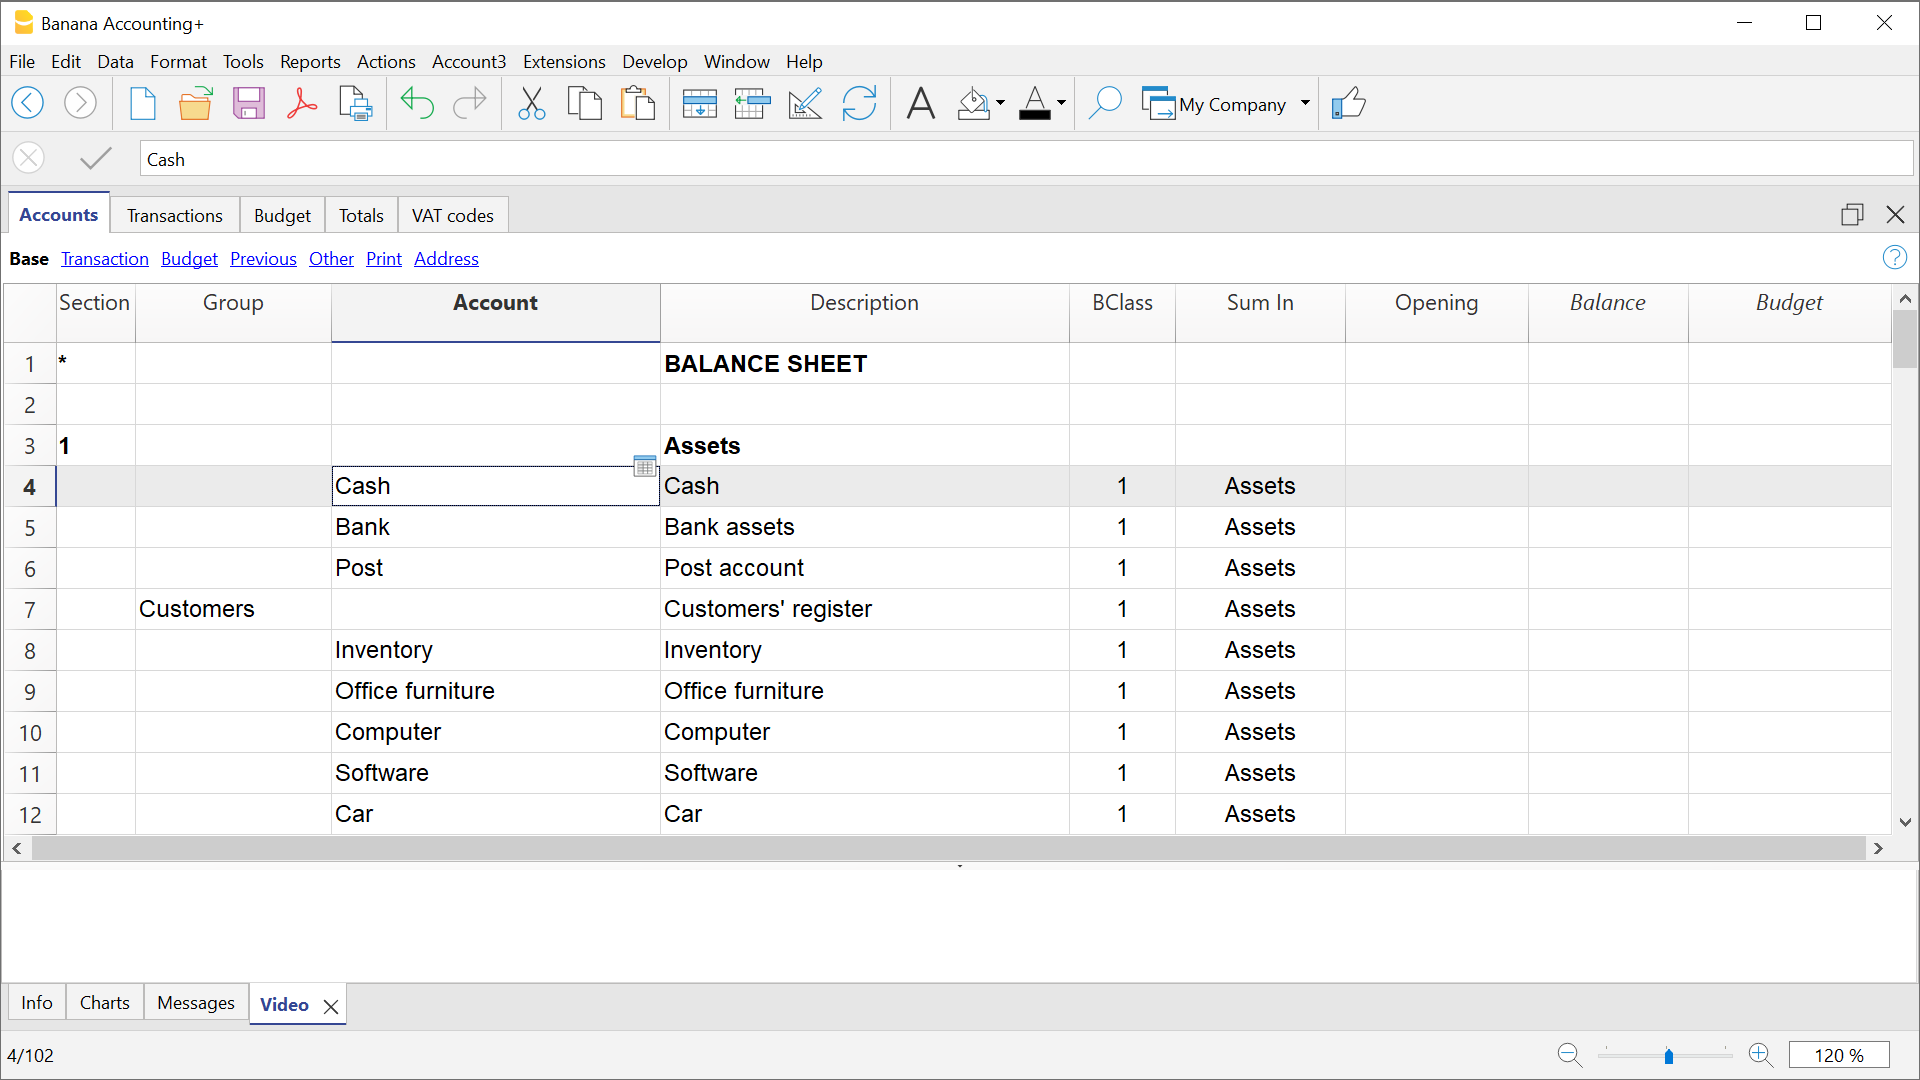 Banana Accounting+
File Edit Data Format Tools Reports Actions Account3 Extensions Develop Window Help
A A My Company
Cash
Accounts Transactions Budget Totals VAT codes
Base Transaction Budget Previous Other Print Address ?
Section Group Account Description BClass Sum In Opening Balance Budget
1 * BALANCE SHEET
2
3 1 Assets
4 Cash Cash 1 Assets
5 Bank Bank assets 1 Assets
6 Post Post account 1 Assets
7 Customers Customers' register 1 Assets
8 Inventory Inventory 1 Assets
9 Office furniture Office furniture 1 Assets
10 Computer Computer 1 Assets
11 Software Software 1 Assets
12 Car Car 1 Assets
Info Charts Messages Video
4/102 120 %